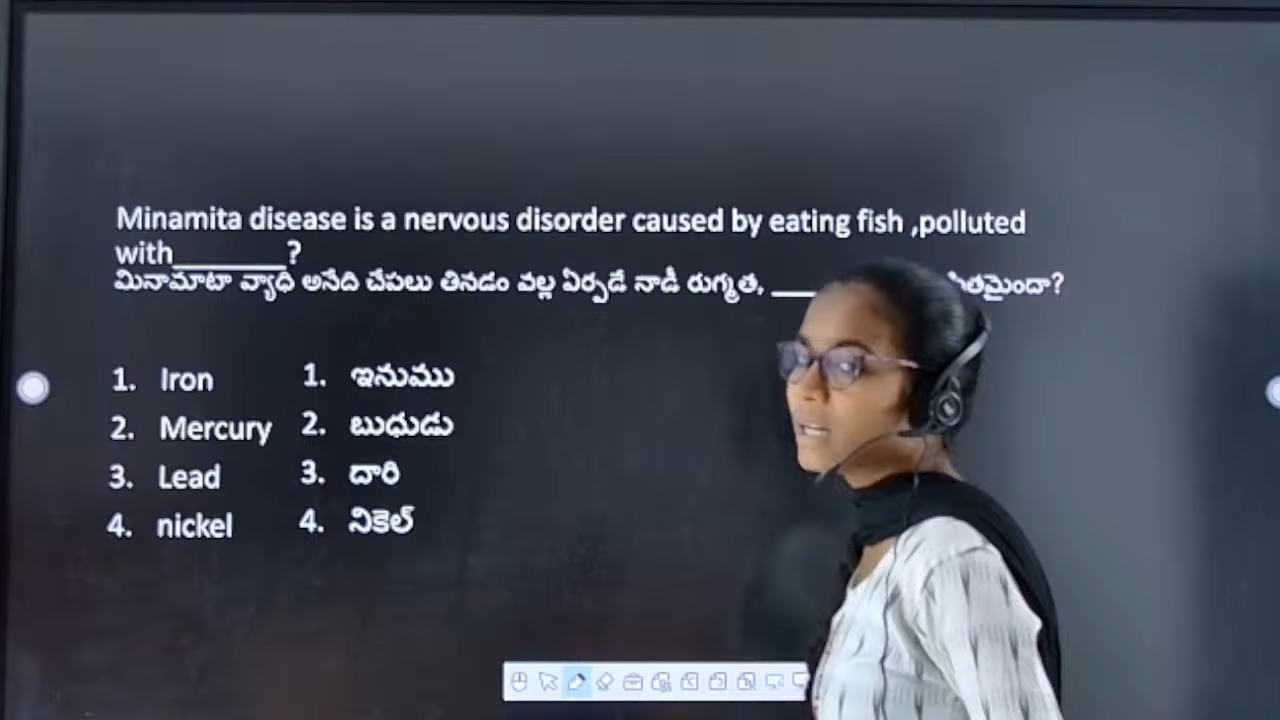 Minamita disease is a nervous disorder caused by eating fish ,polluted
with________?
మినామాటా వ్యాధి అనేది చేపలు తినడం వల్ల ఏర్పడే నాడీ రుగ్మత, ____ తమైందా?
1. Iron 1. ఇనుము
2. Mercury 2. బుధుడు
3. Lead 3. దారి
4. nickel 4. నికెల్